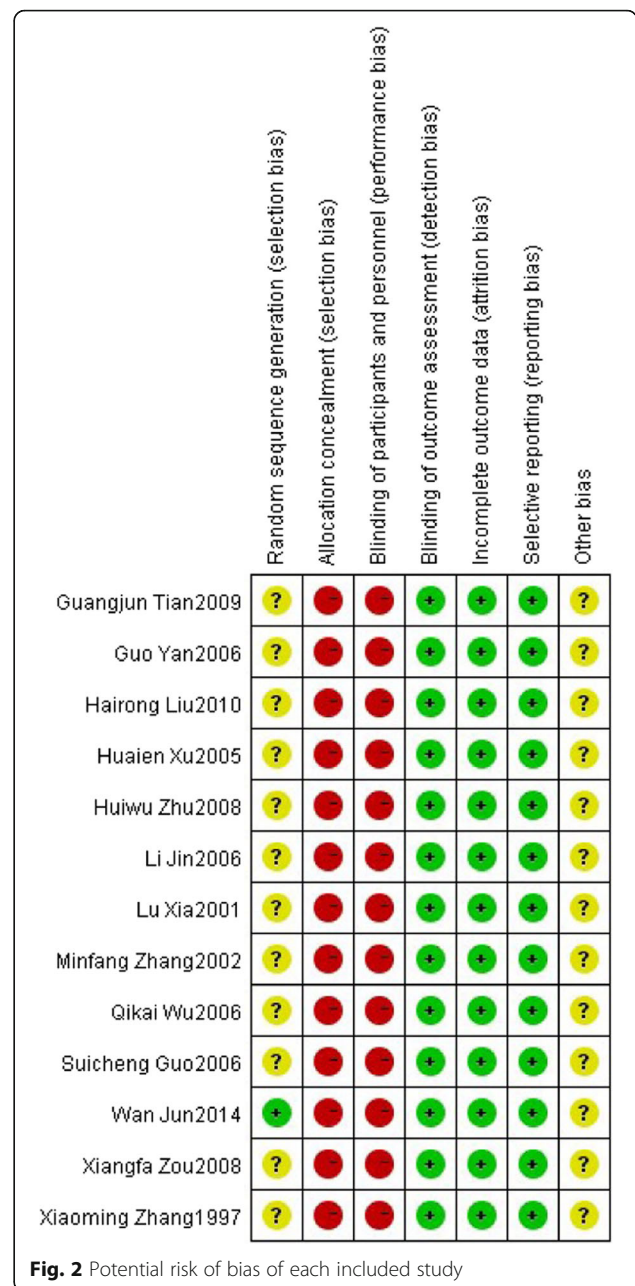 Random sequence generation (selection bias)
Allocation concealment (selection bias)
Blinding of participants and personnel (performance bias)
Blinding of outcome assessment (detection bias)
Incomplete outcome data (attrition bias)
Selective reporting (reporting bias)
Other bias
Guangjun Tian2009 ? - - + + + ?
Guo Yan2006 ? - - + + + ?
Hairong Liu2010 ? - - + + + ?
Huaien Xu2005 ? - - + + + ?
Huiwu Zhu2008 ? - - + + + ?
Li Jin2006 ? - - + + + ?
Lu Xia2001 ? - - + + + ?
Minfang Zhang2002 ? - - + + + ?
Qikai Wu2006 ? - - + + + ?
Suicheng Guo2006 ? - - + + + ?
Wan Jun2014 + - - + + + ?
Xiangfa Zou2008 ? - - + + + ?
Xiaoming Zhang1997 ? - - + + + ?
Fig. 2 Potential risk of bias of each included study